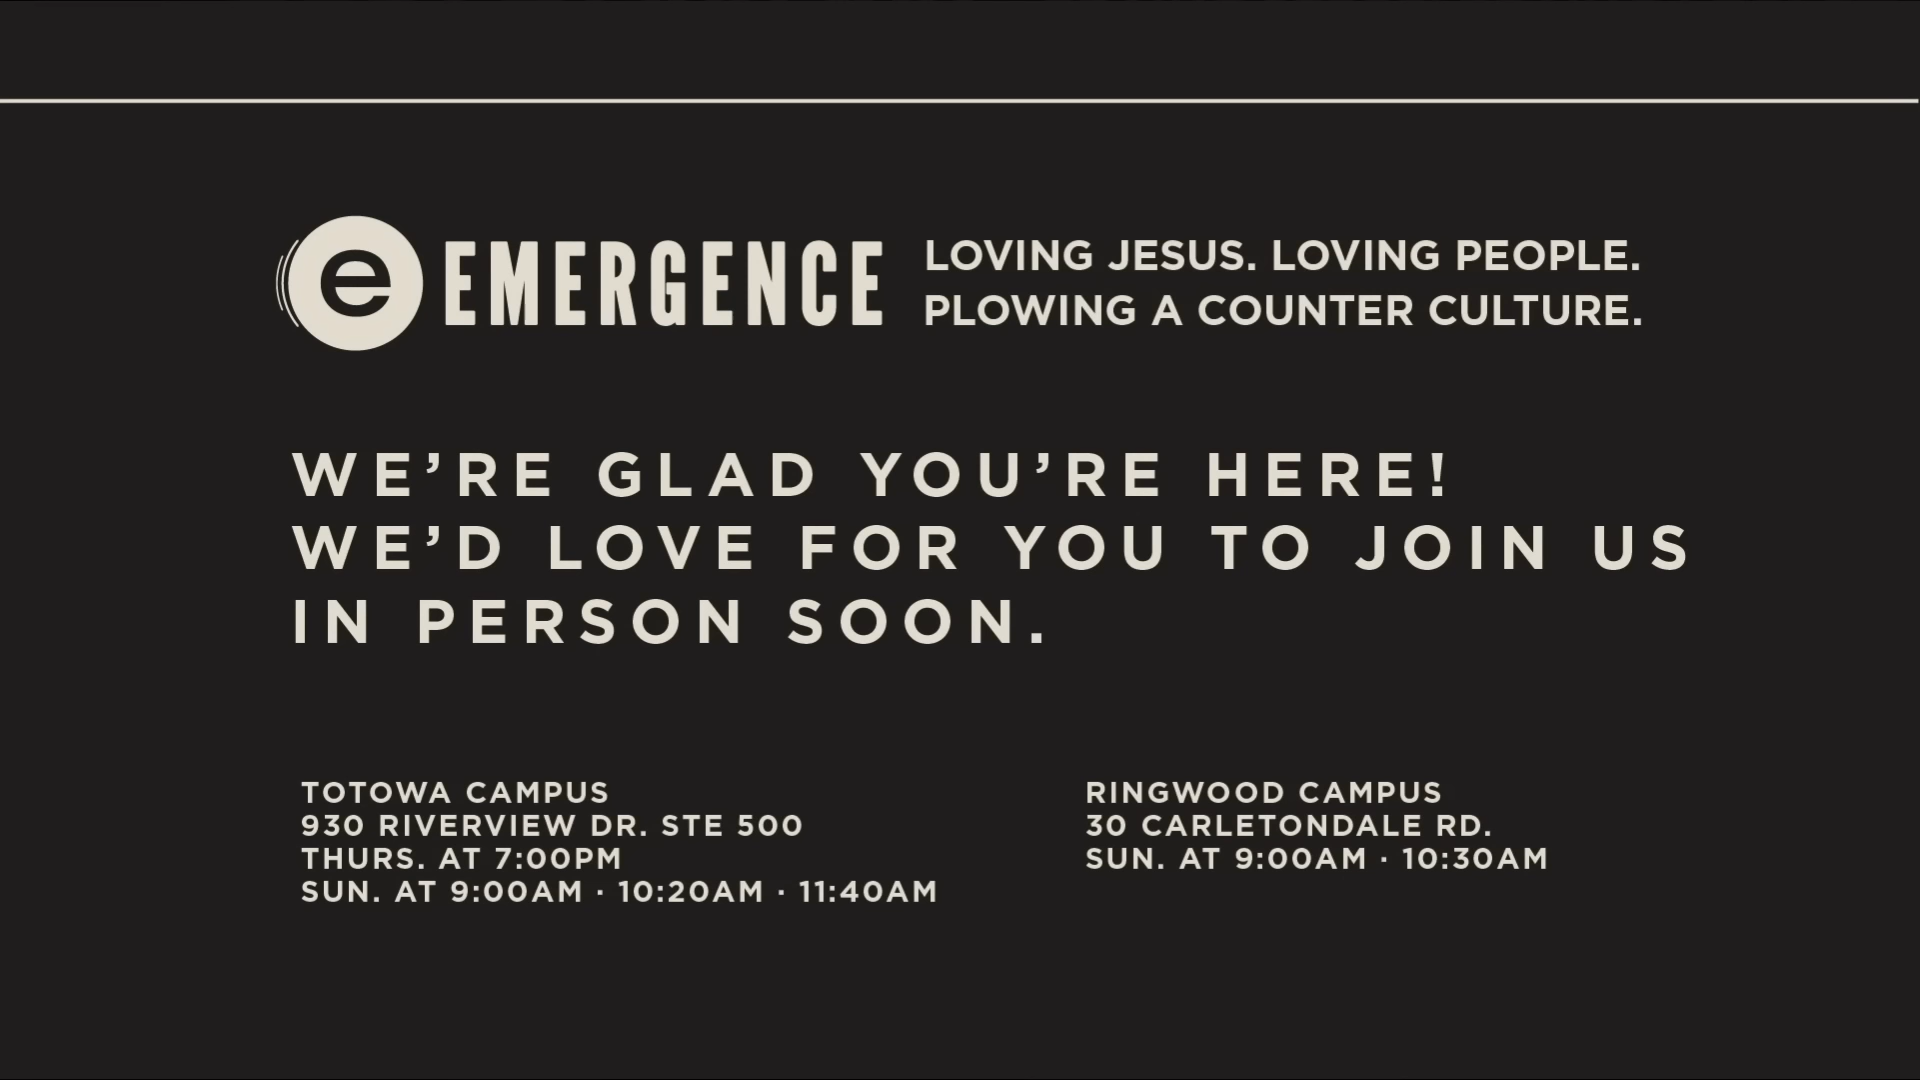 e EMERGENCE
LOVING JESUS. LOVING PEOPLE.
PLOWING A COUNTER CULTURE.
WE’RE GLAD YOU’RE HERE!
WE’D LOVE FOR YOU TO JOIN US
IN PERSON SOON.
TOTOWA CAMPUS
930 RIVERVIEW DR. STE 500
THURS. AT 7:00PM
SUN. AT 9:00AM · 10:20AM · 11:40AM
RINGWOOD CAMPUS
30 CARLETONDALE RD.
SUN. AT 9:00AM · 10:30AM